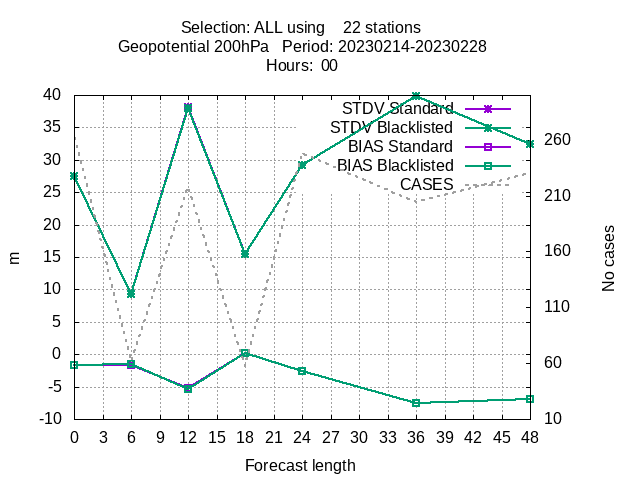 Selection: ALL using    22 stations
Geopotential 200hPa   Period: 20230214-20230228
Hours:  00
STDV Standard
STDV Blacklisted
BIAS Standard
BIAS Blacklisted
CASES
40
35
30
25
20
15
10
5
0
-5
-10
m
260
210
160
110
60
10
No cases
0 3 6 9 12 15 18 21 24 27 30 33 36 39 42 45 48
Forecast length